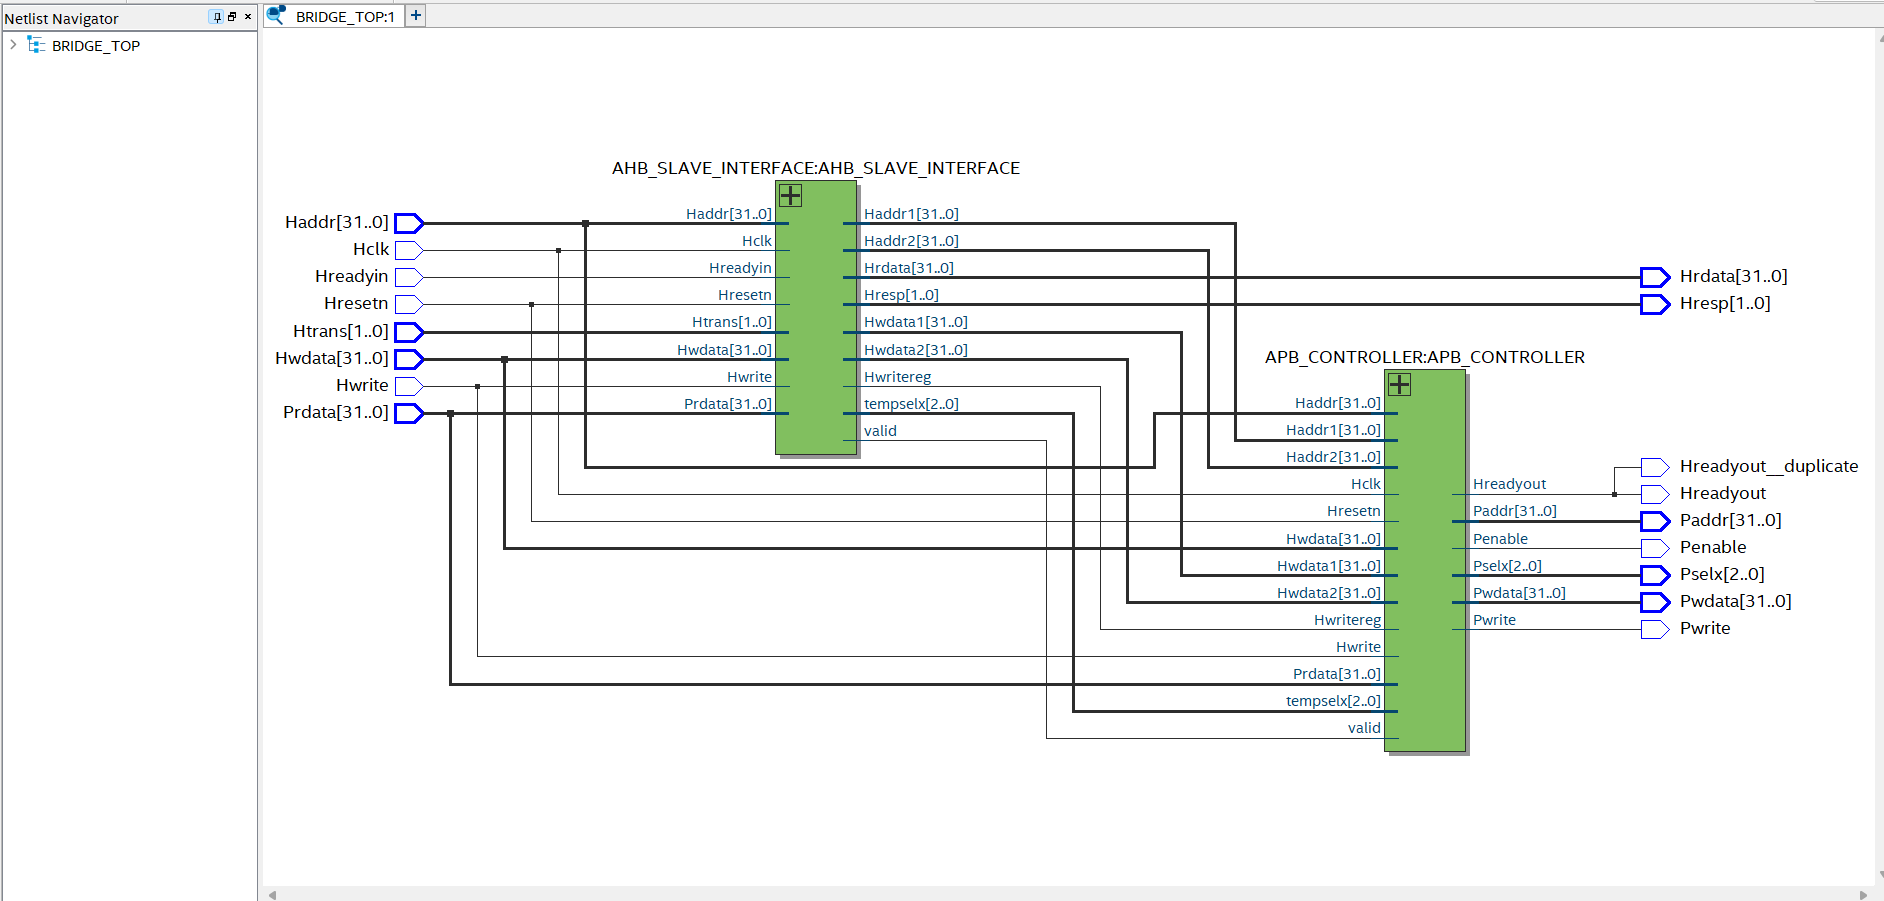 Netlist Navigator
BRIDGE_TOP
BRIDGE_TOP:1
AHB_SLAVE_INTERFACE:AHB_SLAVE_INTERFACE
Haddr[31..0]
Hclk
Hreadyin
Hresetn
Htrans[1..0]
Hwdata[31..0]
Hwrite
Prdata[31..0]
Haddr[31..0]
Hclk
Hreadyin
Hresetn
Htrans[1..0]
Hwdata[31..0]
Hwrite
Prdata[31..0]
Haddr1[31..0]
Haddr2[31..0]
Hrdata[31..0]
Hresp[1..0]
Hwdata1[31..0]
Hwdata2[31..0]
Hwritereg
tempselx[2..0]
valid
Hrdata[31..0]
Hresp[1..0]
APB_CONTROLLER:APB_CONTROLLER
Haddr[31..0]
Haddr1[31..0]
Haddr2[31..0]
Hclk
Hresetn
Hwdata[31..0]
Hwdata1[31..0]
Hwdata2[31..0]
Hwritereg
Hwrite
Prdata[31..0]
tempselx[2..0]
valid
Hreadyout
Paddr[31..0]
Penable
Pselx[2..0]
Pwdata[31..0]
Pwrite
Hreadyout__duplicate
Hreadyout
Paddr[31..0]
Penable
Pselx[2..0]
Pwdata[31..0]
Pwrite